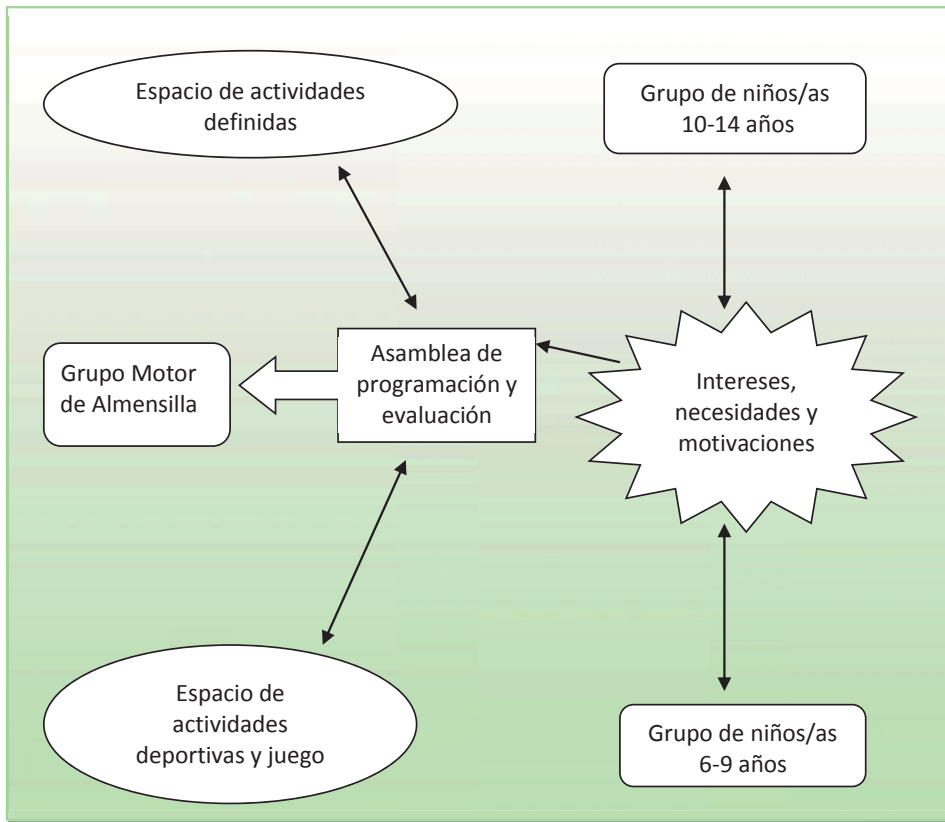 Espacio de actividades
definidas
Grupo de niños/as
10-14 años
Grupo Motor
de Almensilla
Asamblea de
programación y
evaluación
Intereses,
necesidades y
motivaciones
Espacio de
actividades
deportivas y juego
Grupo de niños/as
6-9 años